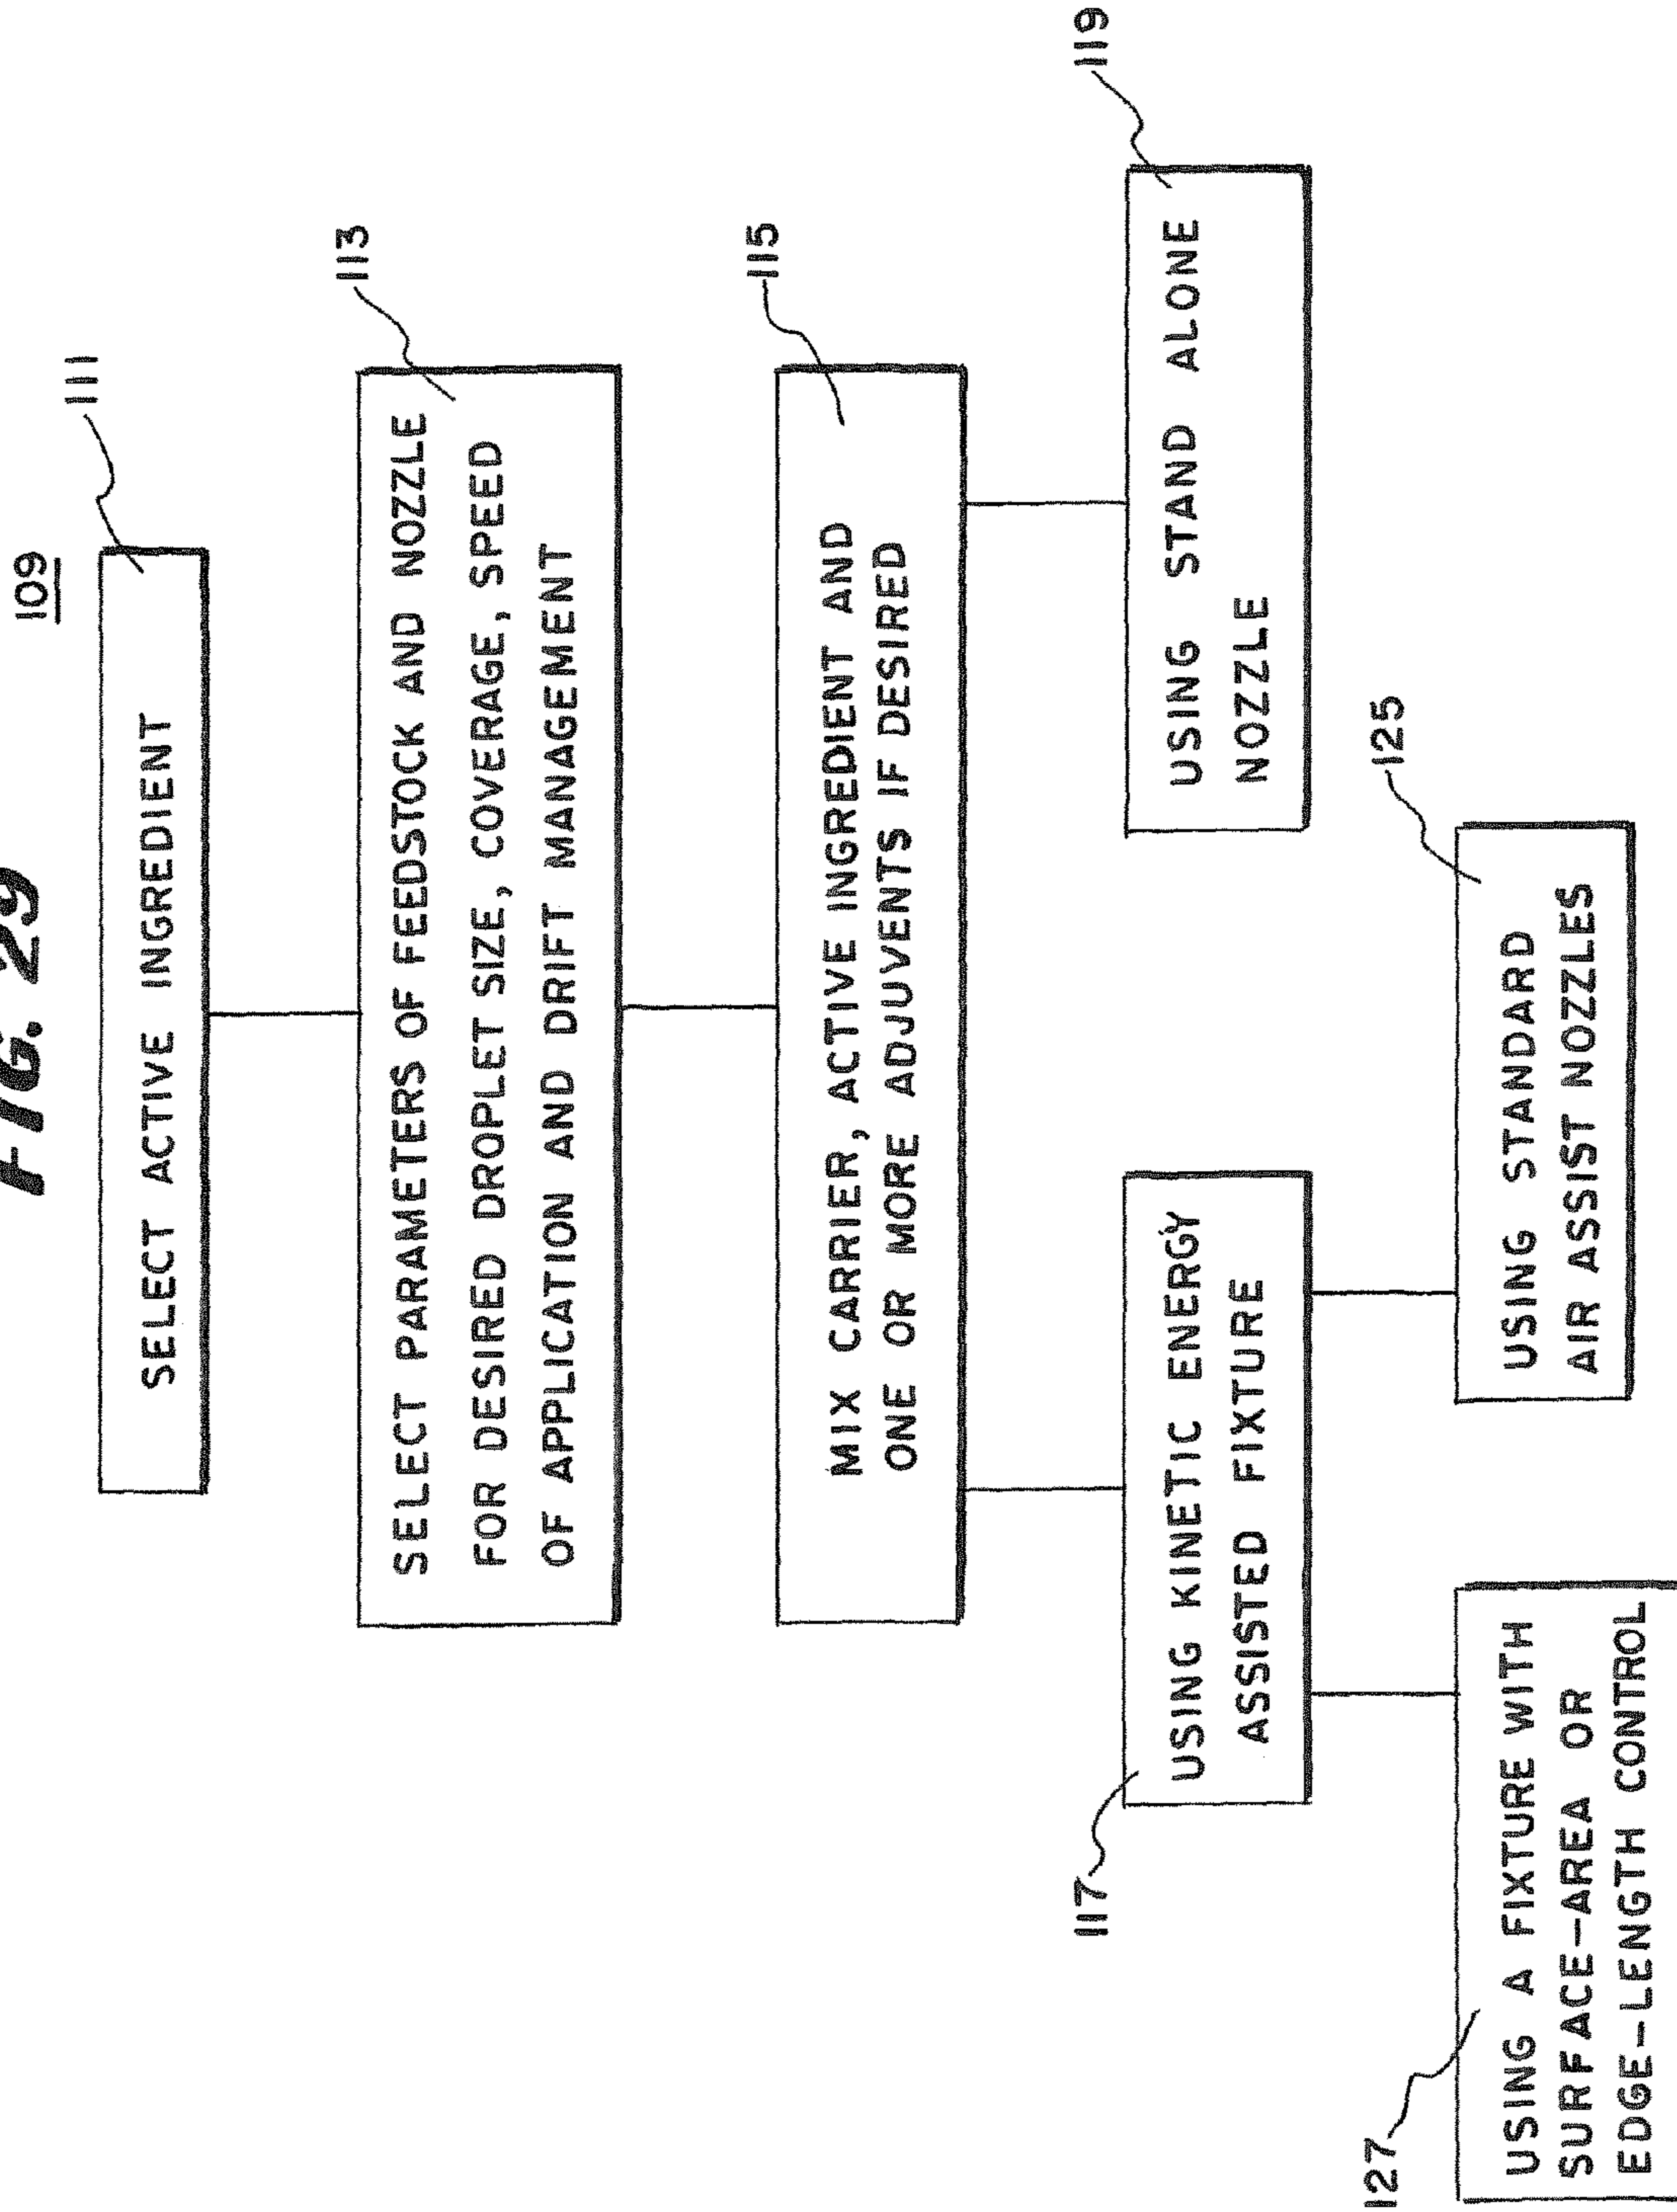 FIG. 29
109
111
SELECT ACTIVE INGREDIENT
113
SELECT PARAMETERS OF FEEDSTOCK AND NOZZLE
FOR DESIRED DROPLET SIZE, COVERAGE, SPEED
OF APPLICATION AND DRIFT MANAGEMENT
115
MIX CARRIER, ACTIVE INGREDIENT AND
ONE OR MORE ADJUVENTS IF DESIRED
117
USING KINETIC ENERGY
ASSISTED FIXTURE
119
USING STAND ALONE
NOZZLE
127
USING A FIXTURE WITH
SURFACE-AREA OR
EDGE-LENGTH CONTROL
125
USING STANDARD
AIR ASSIST NOZZLES